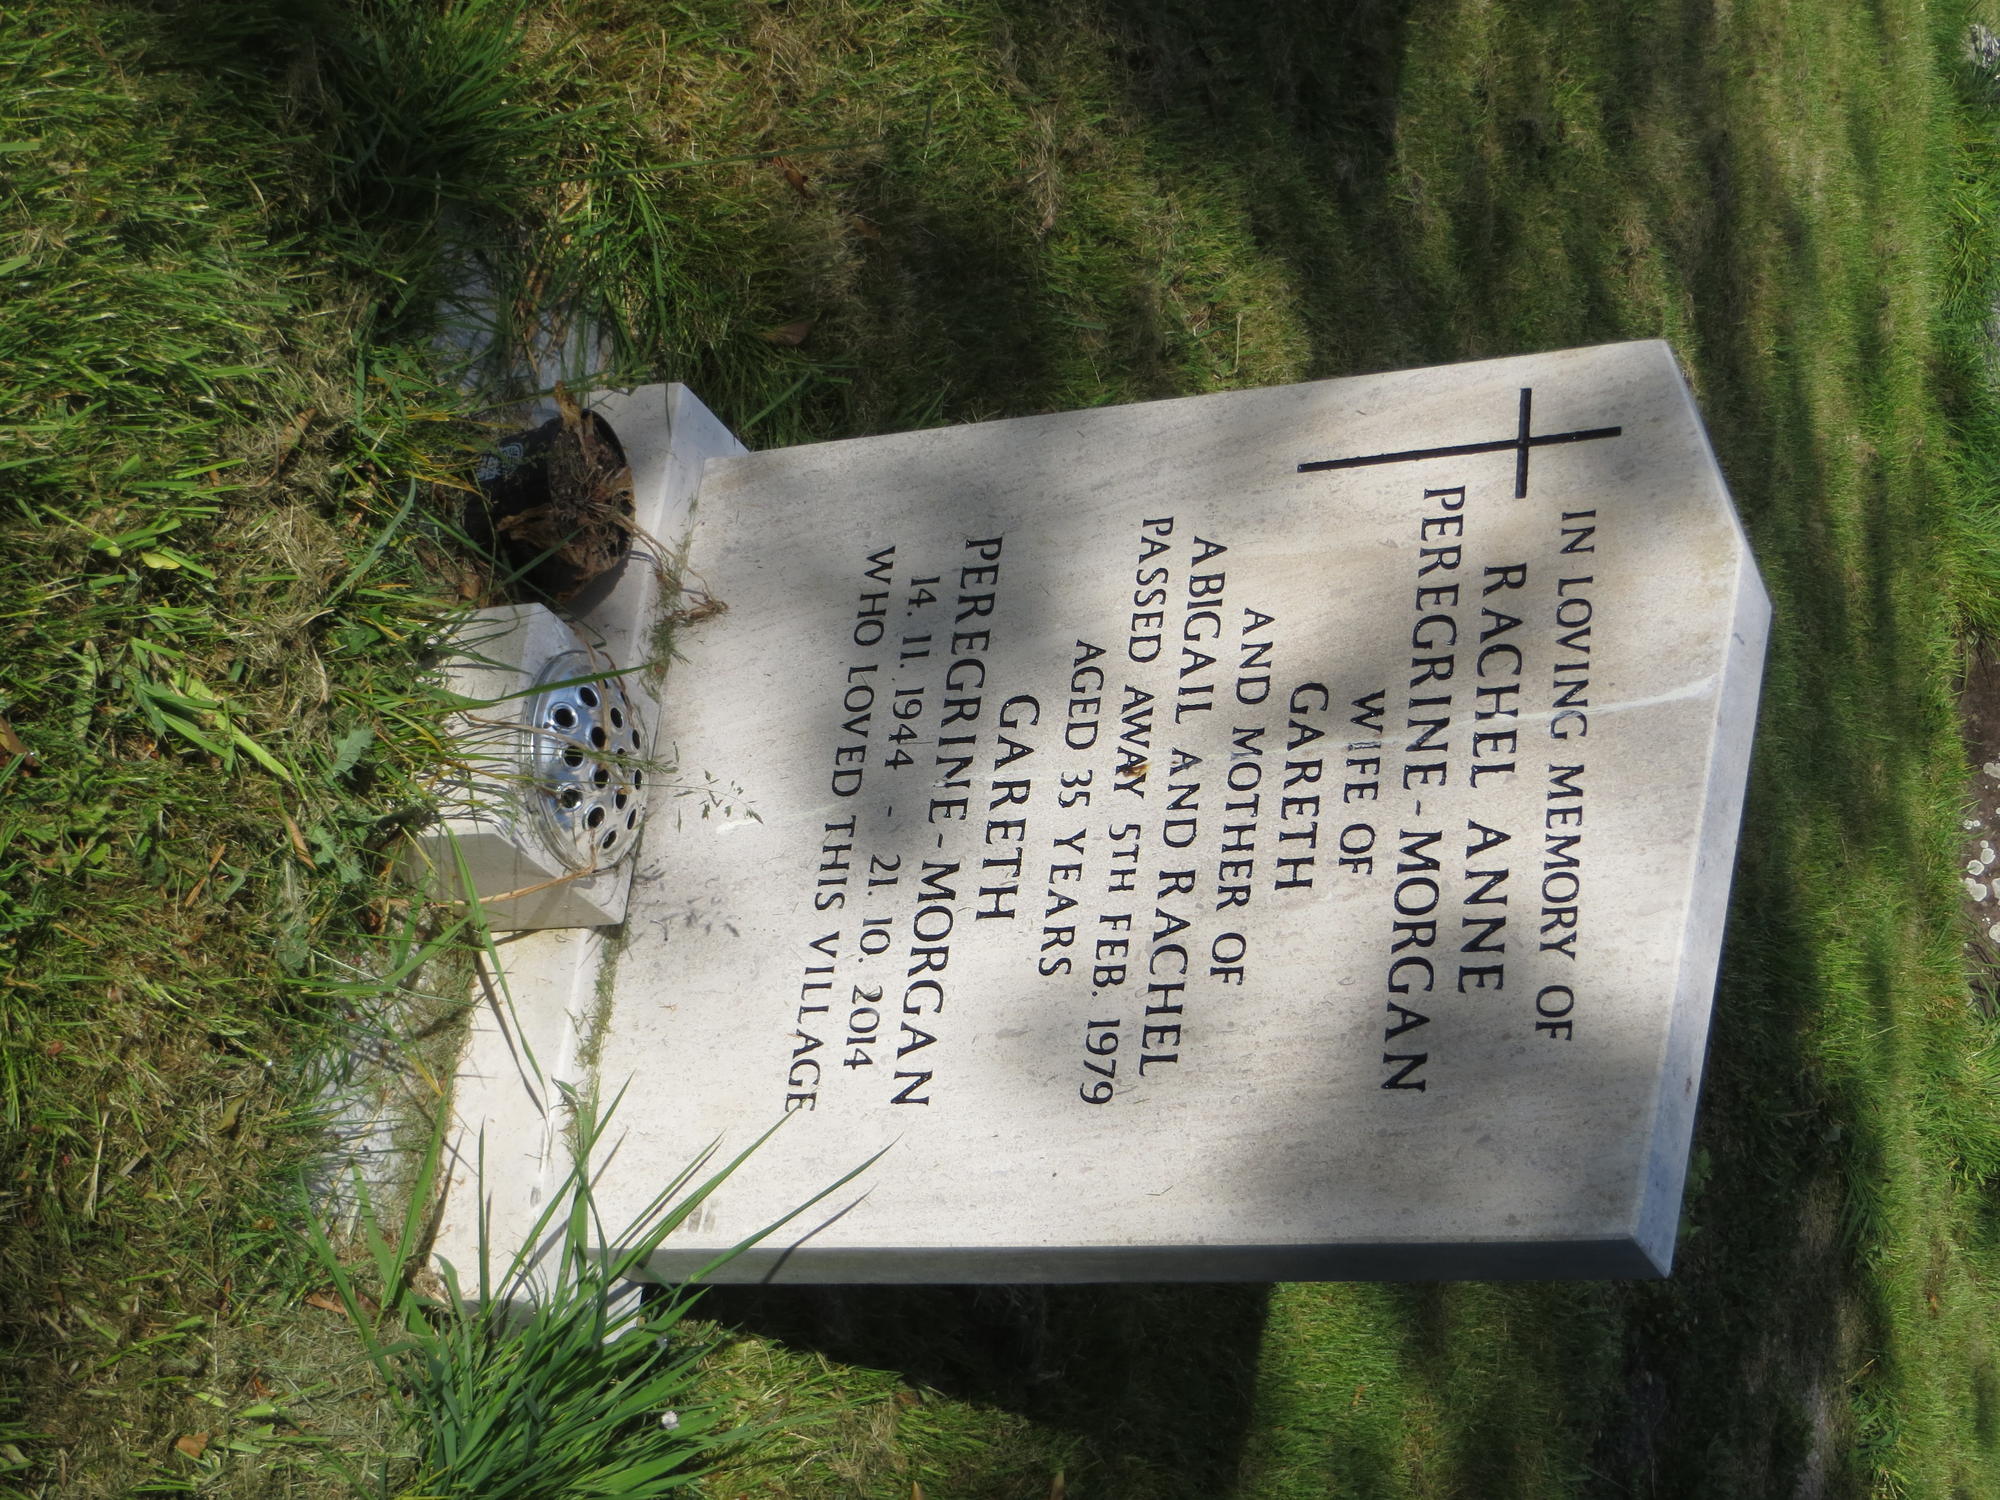 IN LOVING MEMORY OF
RACHEL ANNE
PEREGRINE-MORGAN
WIFE OF
GARETH
AND MOTHER OF
ABIGAIL AND RACHEL
PASSED AWAY 5TH FEB. 1979
AGED 35 YEARS
GARETH
PEREGRINE-MORGAN
14. 11. 1944 - 21. 10. 2014
WHO LOVED THIS VILLAGE